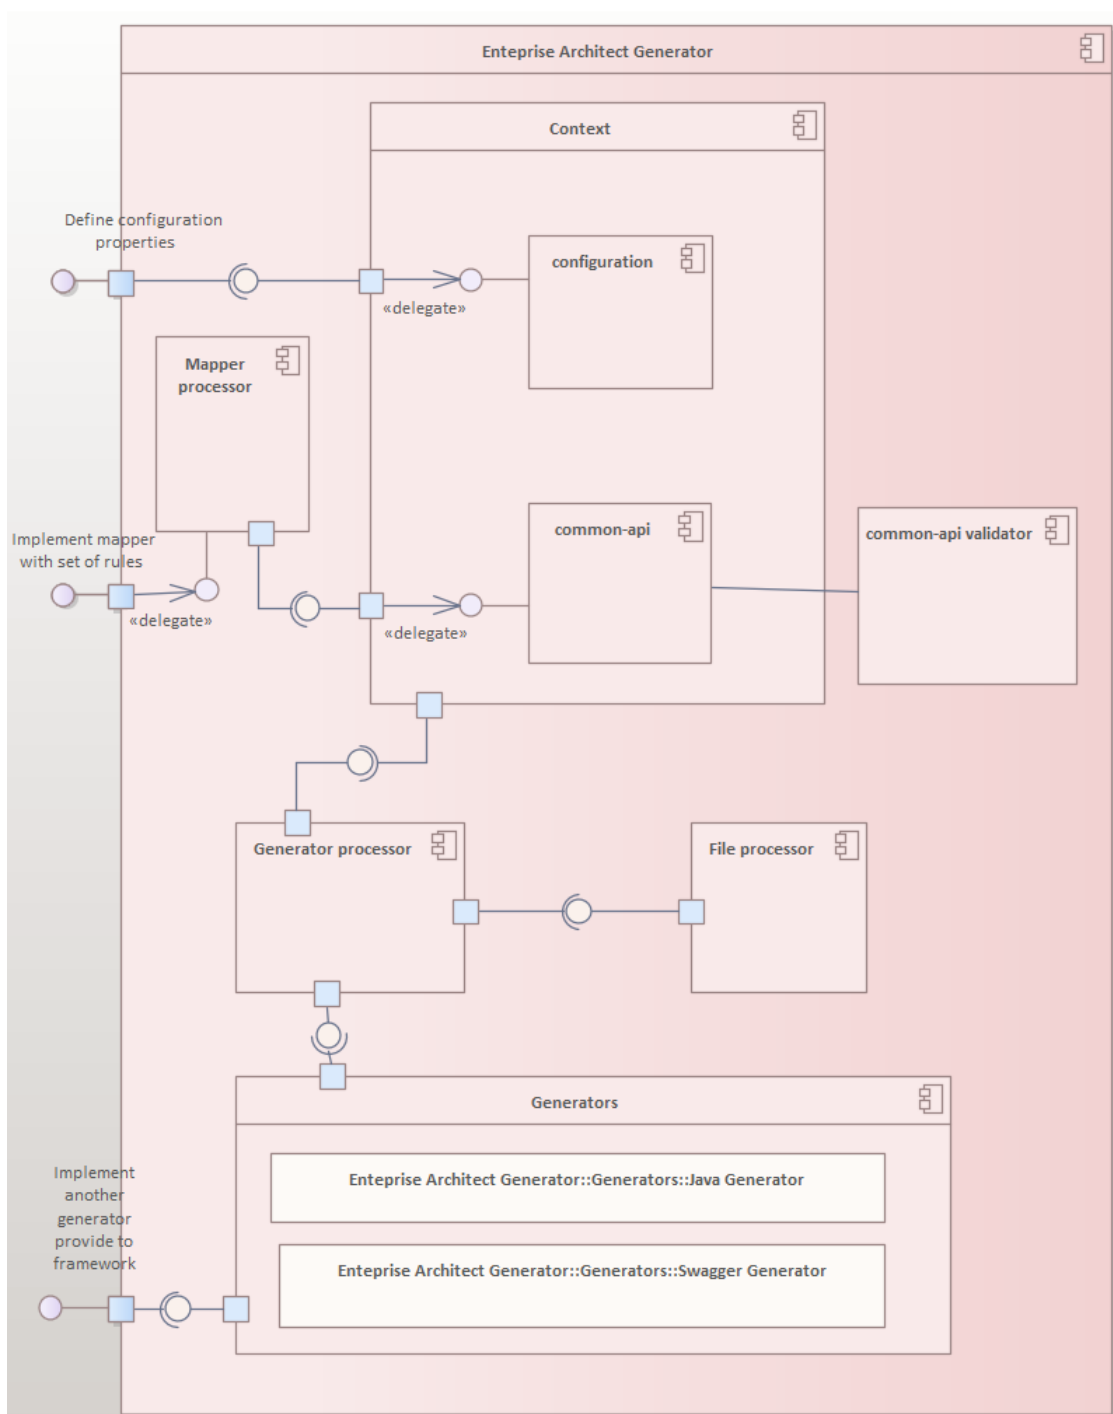 Enteprise Architect Generator
Context
Define configuration
properties
configuration
«delegate»
Mapper
processor
common-api
common-api validator
Implement mapper
with set of rules
«delegate»
«delegate»
Generator processor
File processor
Generators
Implement
another
generator
provide to
framework
Enteprise Architect Generator::Generators::Java Generator
Enteprise Architect Generator::Generators::Swagger Generator